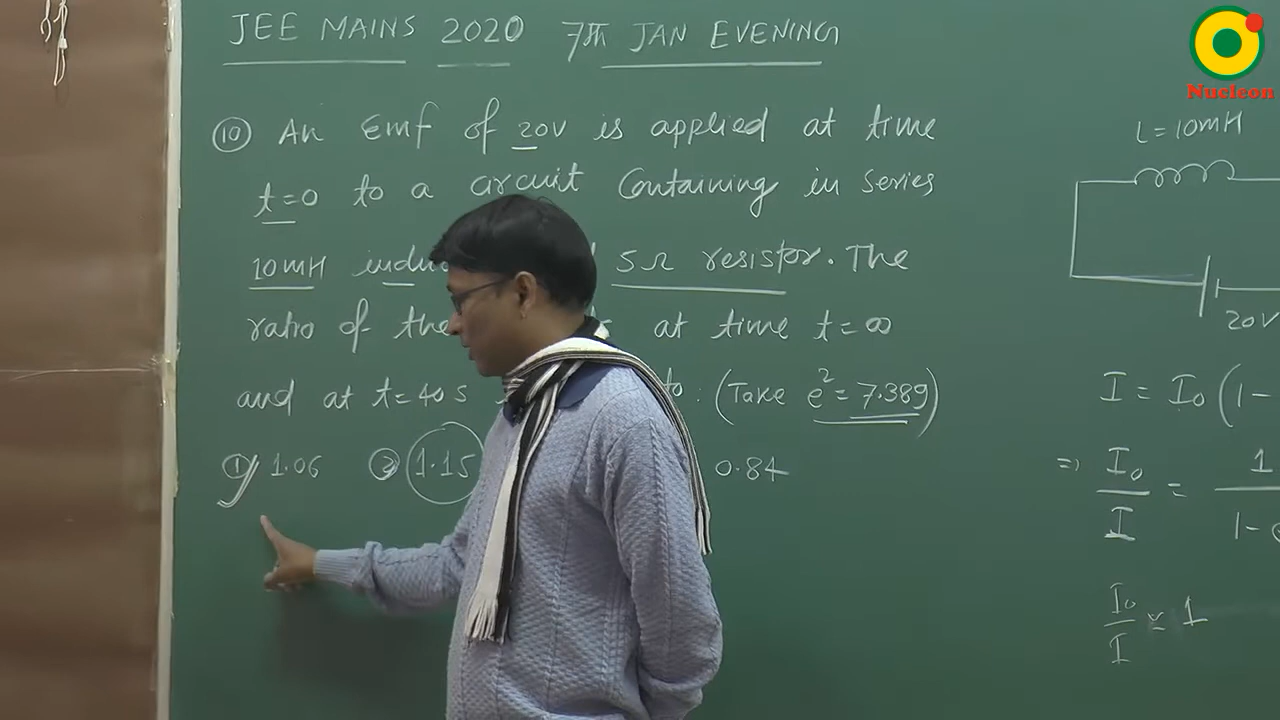 JEE MAINS 2020 7th JAN EVENING
Nucleon
(10) An Emf of 20V is applied at time
t=0 to a circuit Containing in series
10mH 5Ω resistor. The
ratio of the at time t=∞
and at t=40s to: (Take e²=7.389)
(1) 1.06 (2) 1.15 0.84
L=10mH
20V
I = I₀(1-
=> I₀/I = 1/1-
I₀/I ≃ 1